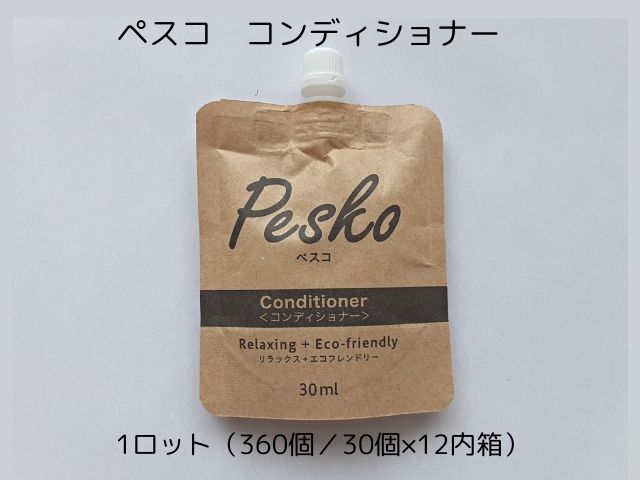 ペスコ　コンディショナー
Pesko
ペスコ
Conditioner
＜コンディショナー＞
Relaxing + Eco-friendly
リラックス＋エコフレンドリー
30ml
1ロット（360個／30個×12内箱）